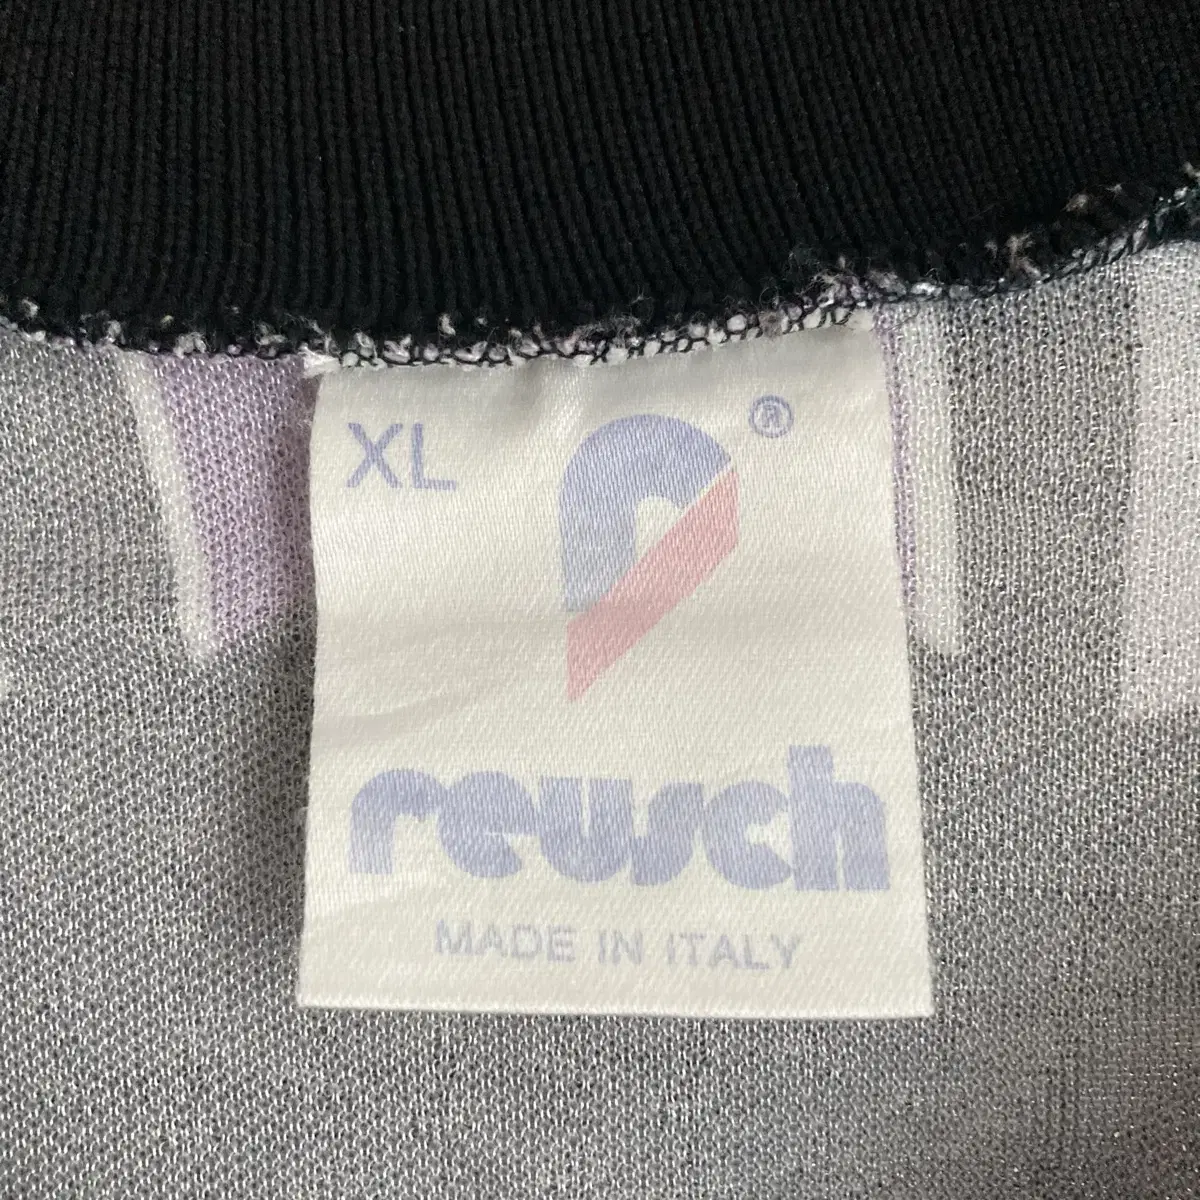 XL
®
reusch
MADE IN ITALY